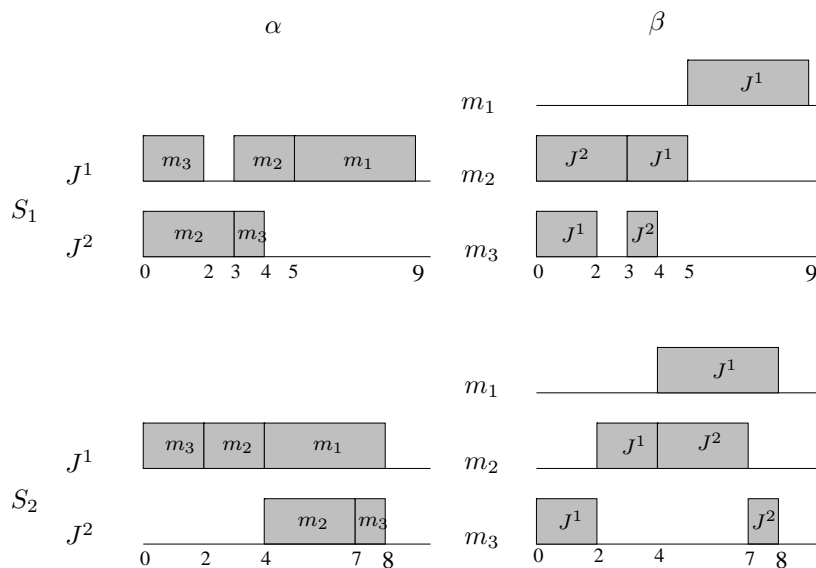 α β
m₁ J¹
J¹ m₃ m₂ m₁
m₂ J² J¹
S₁
J² m₂ m₃
m₃ J¹ J²
0 2 3 4 5 9
0 2 3 4 5 9
m₁ J¹
J¹ m₃ m₂ m₁
m₂ J¹ J²
S₂
J² m₂ m₃
m₃ J¹ J²
0 2 4 7 8
0 2 4 7 8